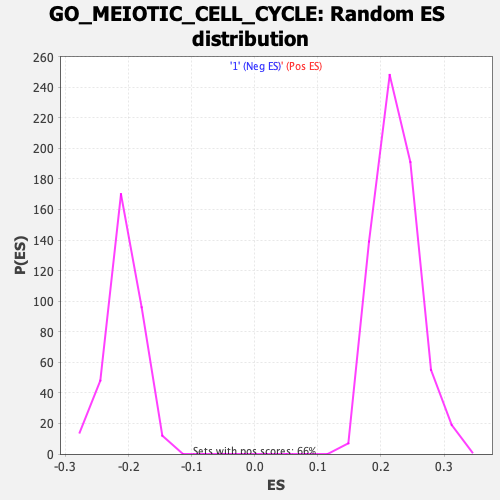 GO_MEIOTIC_CELL_CYCLE: Random ES
distribution
'1' (Neg ES)' (Pos ES)
260
240
220
200
180
160
140
120
100
80
60
40
20
0
P(ES)
Sets with pos scores: 66%
-0.3 -0.2 -0.1 0.0 0.1 0.2 0.3
ES